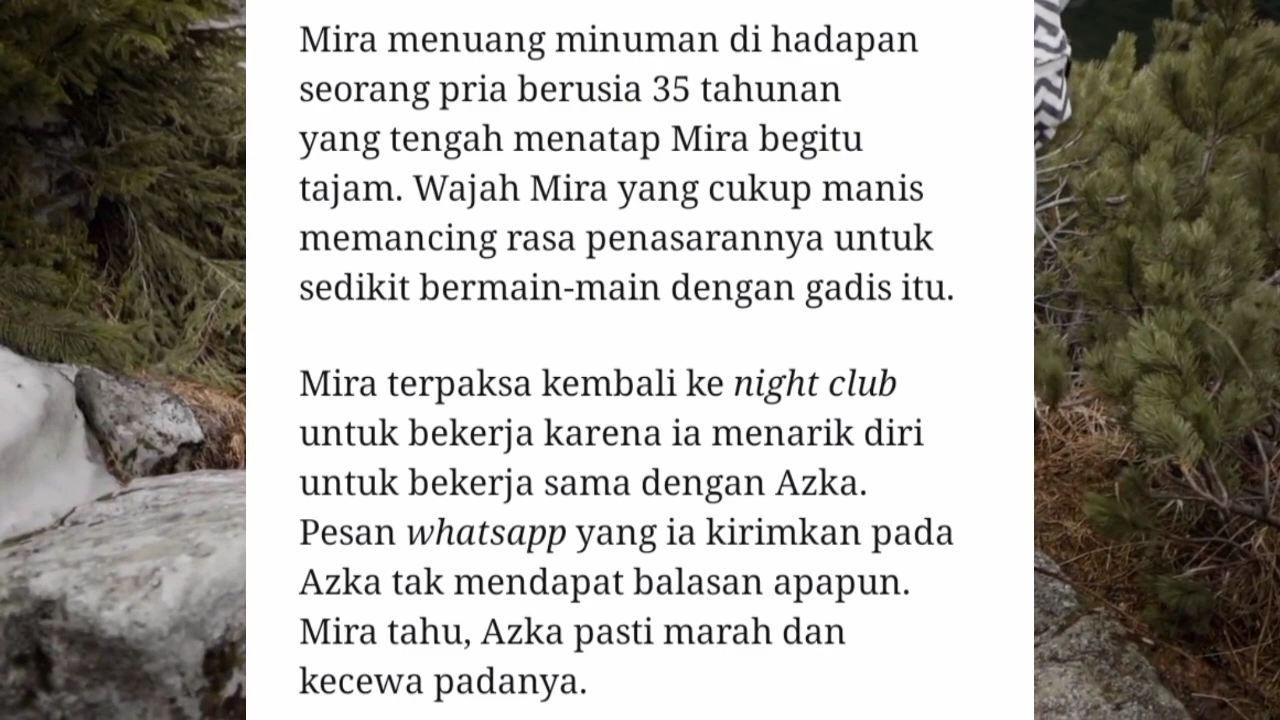 Mira menuang minuman di hadapan
seorang pria berusia 35 tahunan
yang tengah menatap Mira begitu
tajam. Wajah Mira yang cukup manis
memancing rasa penasarannya untuk
sedikit bermain-main dengan gadis itu.
Mira terpaksa kembali ke night club
untuk bekerja karena ia menarik diri
untuk bekerja sama dengan Azka.
Pesan whatsapp yang ia kirimkan pada
Azka tak mendapat balasan apapun.
Mira tahu, Azka pasti marah dan
kecewa padanya.